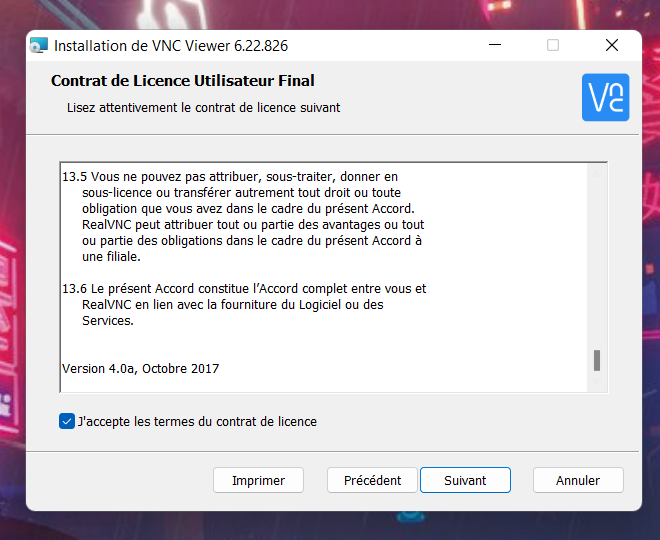 Installation de VNC Viewer 6.22.826
Contrat de Licence Utilisateur Final
Lisez attentivement le contrat de licence suivant
VNC
13.5 Vous ne pouvez pas attribuer, sous-traiter, donner en
sous-licence ou transférer autrement tout droit ou toute
obligation que vous avez dans le cadre du présent Accord.
RealVNC peut attribuer tout ou partie des avantages ou tout
ou partie des obligations dans le cadre du présent Accord à
une filiale.
13.6 Le présent Accord constitue l’Accord complet entre vous et
RealVNC en lien avec la fourniture du Logiciel ou des
Services.
Version 4.0a, Octobre 2017
J'accepte les termes du contrat de licence
Imprimer
Précédent
Suivant
Annuler